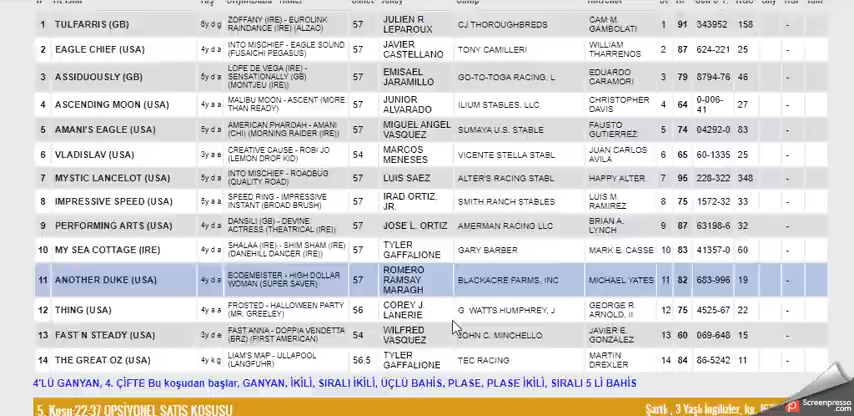 1 TULFARRIS (GB) 6y d g ZOFFANY (IRE) - EUROLINK RAINDANCE (IRE) (ALZAO) 57 JULIEN R LEPAROUX CJ THOROUGHBREDS CAM M. GAMBOLATI 1 91 343952 158 -
2 EAGLE CHIEF (USA) 4y d a INTO MISCHIEF - EAGLE SOUND (FUSAICHI PEGASUS) 57 JAVIER CASTELLANO TONY CAMILLERI WILLIAM THARRENOS 2 87 624-221 25 -
3 ASSIDUOUSLY (GB) 5y d a LOPE DE VEGA (IRE) - SENSATIONALLY (GB) (MONTJEU (IRE)) 57 EMISAEL JARAMILLO GO-TO-TOGA RACING, L EDUARDO CARAMORI 3 79 8794-76 46 -
4 ASCENDING MOON (USA) 4y a a MALIBU MOON - ASCENT (MORE THAN READY) 57 JUNIOR ALVARADO ILIUM STABLES, LLC CHRISTOPHER DAVIS 4 64 0-006-41 27 -
5 AMANI'S EAGLE (USA) 5y d a AMERICAN PHAROAH - AMANI (CHI) (MORNING RAIDER (IRE)) 57 MIGUEL ANGEL VASQUEZ SUMAYA U.S. STABLE FAUSTO GUTIERREZ 5 74 04292-0 83 -
6 VLADISLAV (USA) 3y a e CREATIVE CAUSE - ROBI JO (LEMON DROP KID) 54 MARCOS MENESES VICENTE STELLA STABL JUAN CARLOS AVILA 6 65 60-1335 25 -
7 MYSTIC LANCELOT (USA) 5y d a INTO MISCHIEF - ROADBUG (QUALITY ROAD) 57 LUIS SAEZ ALTER'S RACING STABL HAPPY ALTER 7 95 228-322 348 -
8 IMPRESSIVE SPEED (USA) 5y a a SPEED RING - IMPRESSIVE INSTANT (BROAD BRUSH) 57 IRAD ORTIZ, JR. SMITH RANCH STABLES LUIS M. RAMIREZ 8 75 1572-32 33 -
9 PERFORMING ARTS (USA) 4y d a DANSILI (GB) - DEVINE ACTRESS (THEATRICAL (IRE)) 57 JOSE L. ORTIZ AMERMAN RACING LLC BRIAN A. LYNCH 9 87 63198-6 32 -
10 MY SEA COTTAGE (IRE) 4y d a SHALAA (IRE) - SHIM SHAM (IRE) (DANEHILL DANCER (IRE)) 57 TYLER GAFFALIONE GARY BARBER MARK E. CASSE 10 83 41357-0 60 -
11 ANOTHER DUKE (USA) 4y d a BODEMEISTER - HIGH DOLLAR WOMAN (SUPER SAVER) 57 ROMERO RAMSAY MARAGH BLACKACRE FARMS, INC MICHAEL YATES 11 82 683-996 19 -
12 THING (USA) 4y a a FROSTED - HALLOWEEN PARTY (MR. GREELEY) 56 COREY J. LANERIE G WATTS HUMPHREY, J GEORGE R. ARNOLD, II 12 75 4525-67 22 -
13 FAST'N STEADY (USA) 3y d e FAST ANNA - DOPPIA VENDETTA (BRZ) (FIRST AMERICAN) 54 WILFRED VASQUEZ JOHN C. MINCHELLO JAVIER E. GONZALEZ 13 60 069-648 15 -
14 THE GREAT OZ (USA) 4y k g LIAM'S MAP - ULLAPOOL (LANGFUHR) 56.5 TYLER GAFFALIONE TEC RACING MARTIN DREXLER 14 84 86-5242 11 -
4'LÜ GANYAN, 4. ÇİFTE Bu koşudan başlar, GANYAN, İKİLİ, SIRALI İKİLİ, ÜÇLÜ BAHİS, PLASE, PLASE İKİLİ, SIRALI 5 Lİ BAHİS
5. Koşu:22-37 OPSİYONEL SATIŞ KOŞUSU Şartlı , 3 Yaşlı İngilizler, kg,
Screenpresso
.com